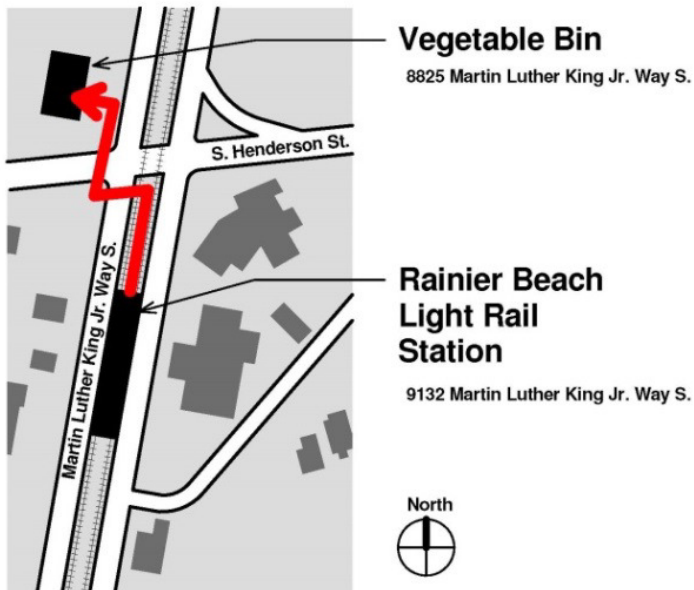 Vegetable Bin
8825 Martin Luther King Jr. Way S.
S. Henderson St.
Martin Luther King Jr. Way S.
Rainier Beach
Light Rail
Station
9132 Martin Luther King Jr. Way S.
North